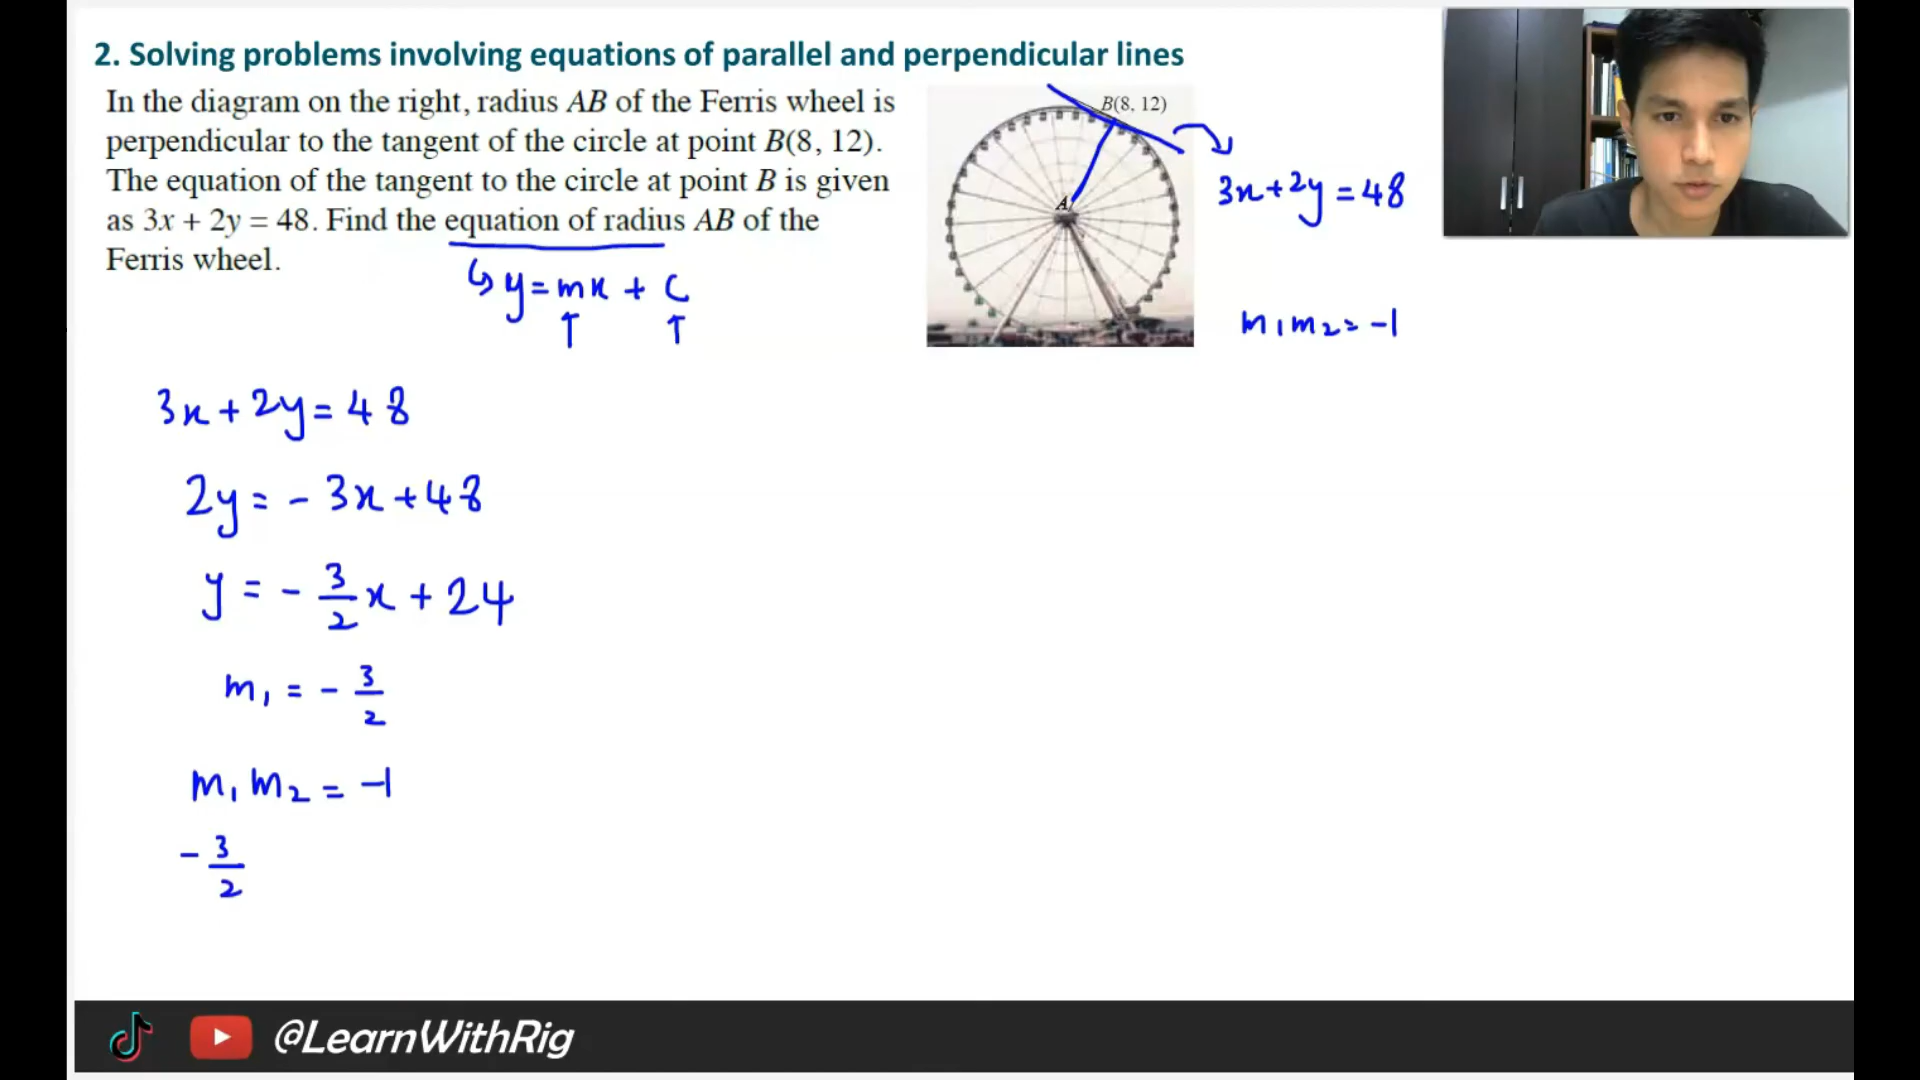 2. Solving problems involving equations of parallel and perpendicular lines
In the diagram on the right, radius AB of the Ferris wheel is
perpendicular to the tangent of the circle at point B(8, 12).
The equation of the tangent to the circle at point B is given
as 3x + 2y = 48. Find the equation of radius AB of the
Ferris wheel.
y = mx + c
B(8, 12)
A
3x + 2y = 48
m₁m₂ = -1
3x + 2y = 48
2y = - 3x + 48
y = - 3/2 x + 24
m₁ = - 3/2
m₁ m₂ = -1
- 3/2
@LearnWithRig